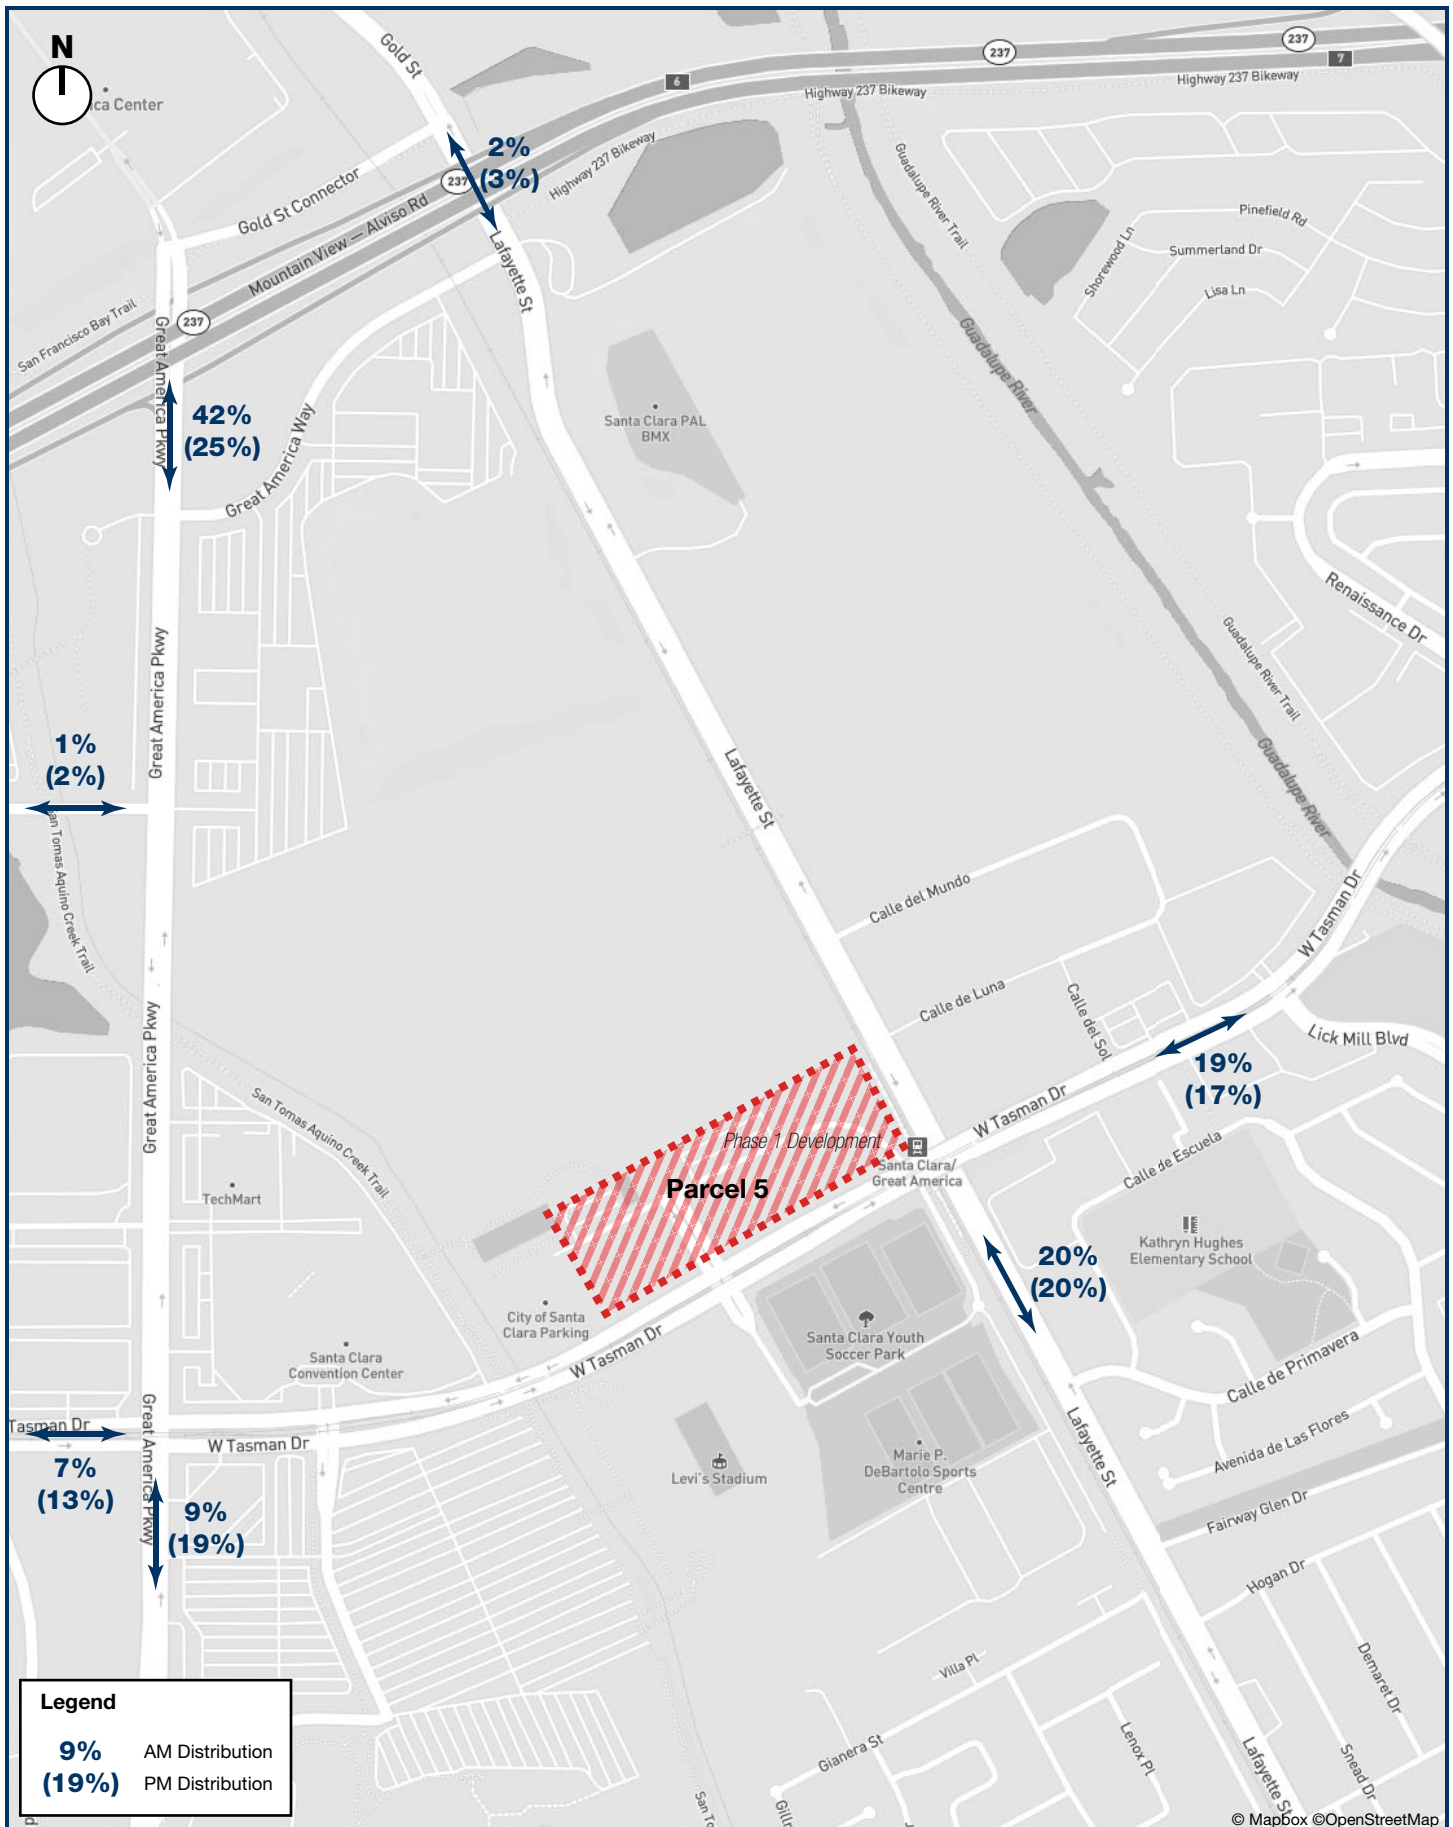 N
Gold St
237
237
7
6
Highway 237 Bikeway
Highway 237 Bikeway
ica Center
2%
(3%)
237
Highway 237 Bikeway
Guadalupe River Trail
Gold St Connector
Mountain View — Alviso Rd
Lafayette St
Pinefield Rd
Summerland Dr
Shorewood Ln
Lisa Ln
San Francisco Bay Trail
237
Great America Pkwy
Guadalupe River
42%
(25%)
Great America Way
Santa Clara PAL
BMX
Renaissance Dr
Great America Pkwy
Guadalupe River Trail
1%
(2%)
Lafayette St
Guadalupe River
San Tomas Aquino Creek Trail
Calle del Mundo
W Tasman Dr
Calle de Luna
Calle del Sol
Great America Pkwy
Lick Mill Blvd
19%
(17%)
San Tomas Aquino Creek Trail
W Tasman Dr
Phase 1 Development
Parcel 5
Santa Clara/
Great America
Calle de Escuela
TechMart
Kathryn Hughes
Elementary School
20%
(20%)
City of Santa
Clara Parking
W Tasman Dr
Santa Clara Youth
Soccer Park
Santa Clara
Convention Center
Calle de Primavera
Tasman Dr
W Tasman Dr
Great America Pkwy
7%
(13%)
9%
(19%)
Levi's Stadium
Marie P.
DeBartolo Sports
Centre
Lafayette St
Avenida de Las Flores
Fairway Glen Dr
Hogan Dr
Villa Pl
Demaret Dr
Gianera St
Lenox Pl
Snead Dr
Lafayette St
San To
Gillr
Legend
9% AM Distribution
(19%) PM Distribution
© Mapbox ©OpenStreetMap